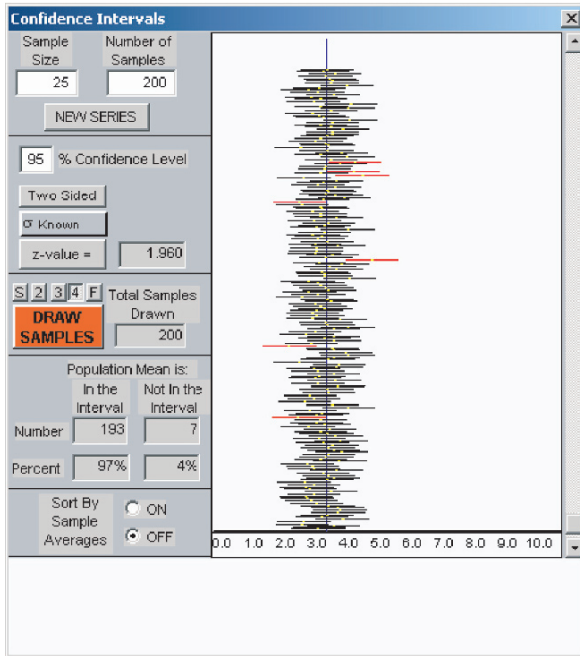 Confidence Intervals
Sample Size
Number of Samples
25
200
NEW SERIES
95 % Confidence Level
Two Sided
σ Known
z-value =
1.960
S 2 3 4 F
Total Samples Drawn
DRAW SAMPLES
200
Population Mean is:
In the Interval
Not In the Interval
Number 193 7
Percent 97% 4%
Sort By Sample Averages
ON
OFF
0.0 1.0 2.0 3.0 4.0 5.0 6.0 7.0 8.0 9.0 10.0